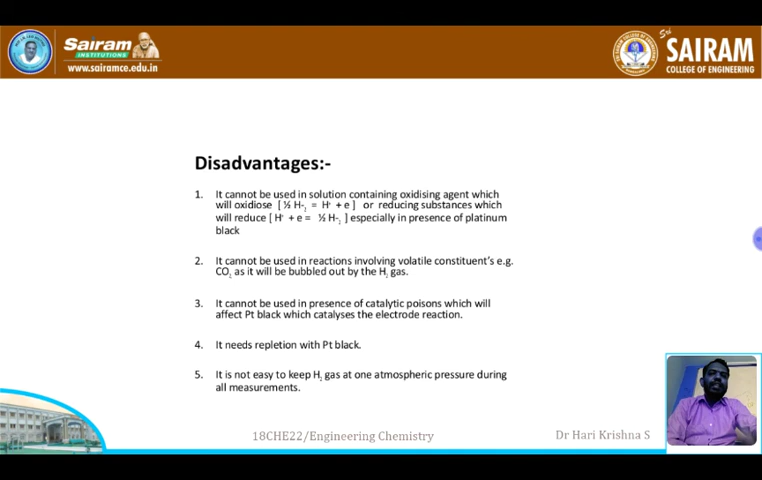 Sairam
INSTITUTIONS
www.sairamce.edu.in
Sri
SAIRAM
COLLEGE OF ENGINEERING
Disadvantages:-
1. It cannot be used in solution containing oxidising agent which
will oxidiose [ ½ H-₂ = H⁺ + e ] or reducing substances which
will reduce [ H⁺ + e = ½ H-₂ ] especially in presence of platinum
black
2. It cannot be used in reactions involving volatile constituent's e.g.
CO₂ as it will be bubbled out by the H₂ gas.
3. It cannot be used in presence of catalytic poisons which will
affect Pt black which catalyses the electrode reaction.
4. It needs repletion with Pt black.
5. It is not easy to keep H₂ gas at one atmospheric pressure during
all measurements.
18CHE22/Engineering Chemistry
Dr Hari Krishna S